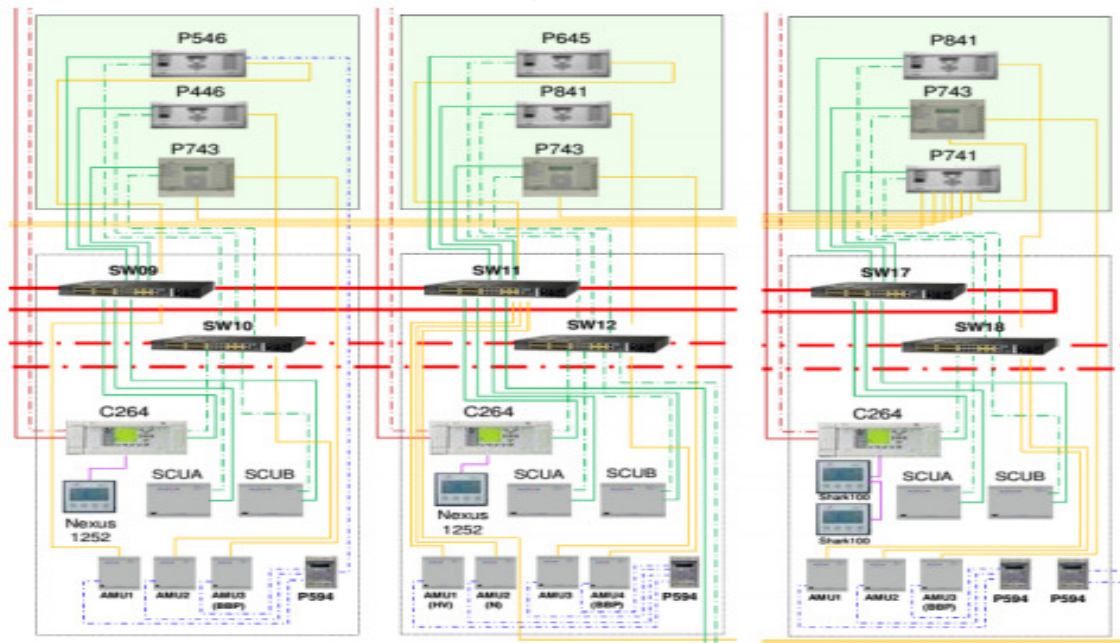 P546
P446
P743
SW09
SW10
C264
SCUA
SCUB
Nexus
1252
AMU1
AMU2
AMU3
(BBP)
P594
P645
P841
P743
SW11
SW12
C264
SCUA
SCUB
Nexus
1252
AMU1
(HV)
AMU2
(N)
AMU3
AMU4
(BBP)
P594
P841
P743
P741
SW17
SW18
C264
Shark100
Shark100
SCUA
SCUB
AMU1
AMU2
AMU3
(BBP)
P594
P594